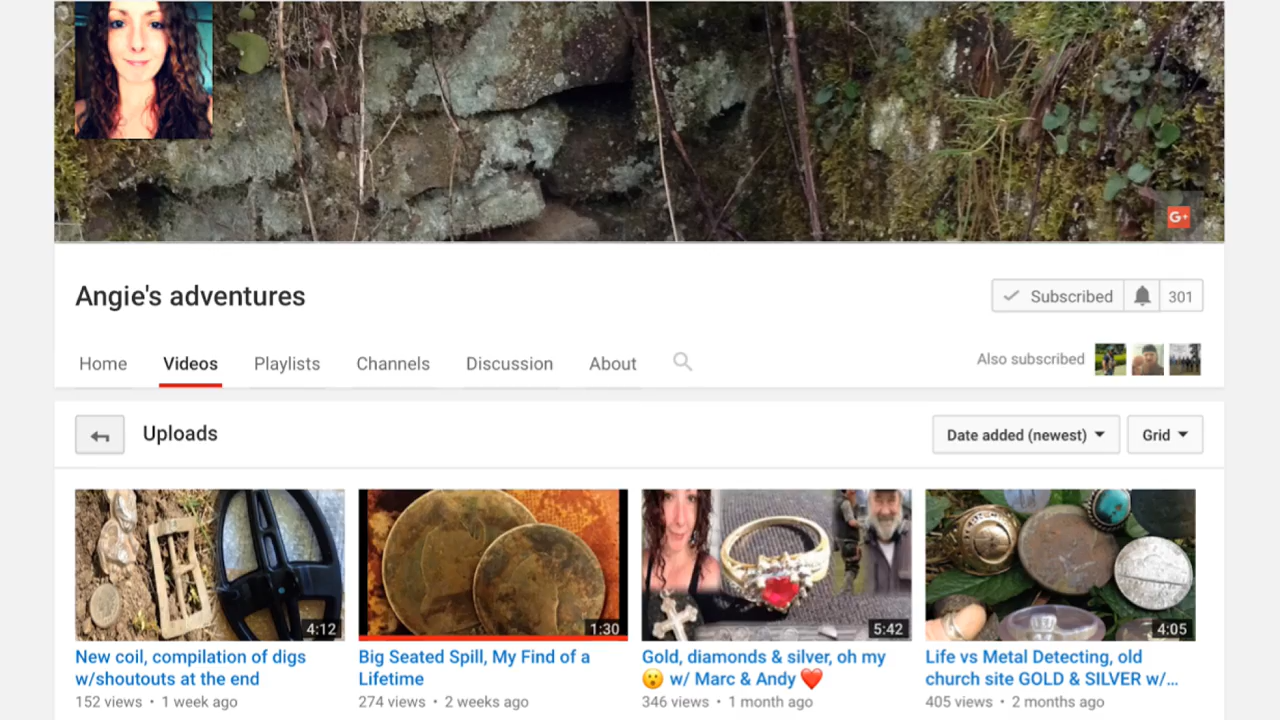 G+
Angie's adventures
Subscribed 301
Home Videos Playlists Channels Discussion About
Also subscribed
Uploads
Date added (newest) Grid
4:12 1:30 5:42 4:05
New coil, compilation of digs
w/shoutouts at the end
152 views • 1 week ago
Big Seated Spill, My Find of a
Lifetime
274 views • 2 weeks ago
Gold, diamonds & silver, oh my
😮 w/ Marc & Andy ❤️
346 views • 1 month ago
Life vs Metal Detecting, old
church site GOLD & SILVER w/...
405 views • 2 months ago